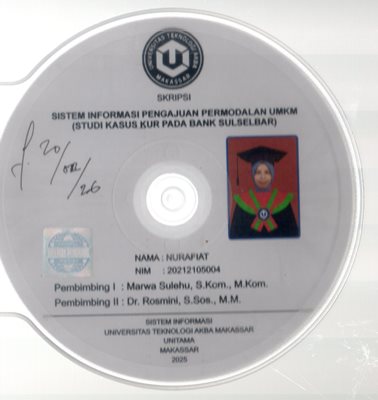 UNIVERSITAS TEKNOLOGI AKBA
MAKASSAR
SKRIPSI
SISTEM INFORMASI PENGAJUAN PERMODALAN UMKM
(STUDI KASUS KUR PADA BANK SULSELBAR)
20/
02/
26
NAMA : NURAFIAT
NIM : 20212105004
Pembimbing I : Marwa Sulehu, S.Kom., M.Kom.
Pembimbing II : Dr. Rosmini, S.Sos., M.M.
SISTEM INFORMASI
UNIVERSITAS TEKNOLOGI AKBA MAKASSAR
UNITAMA
MAKASSAR
2025